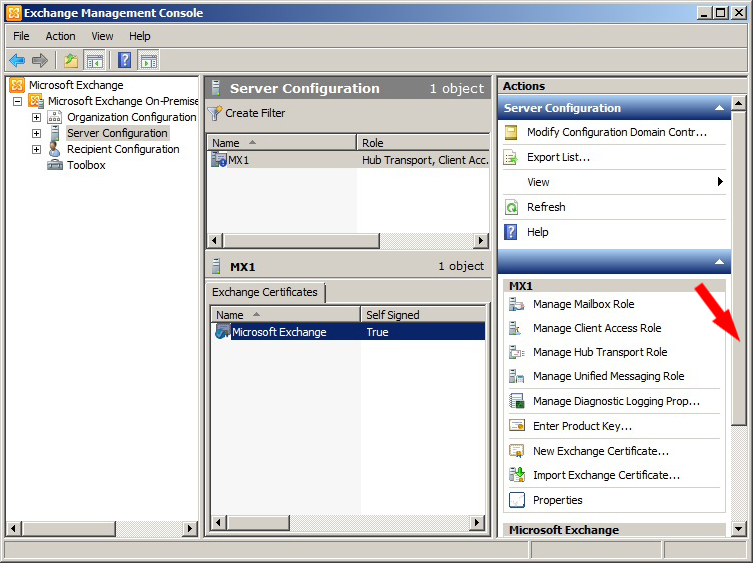 Exchange Management Console
File Action View Help
Microsoft Exchange
Microsoft Exchange On-Premise
Organization Configuration
Server Configuration
Recipient Configuration
Toolbox
Server Configuration 1 object
Create Filter
Name Role
MX1 Hub Transport, Client Acc.
MX1 1 object
Exchange Certificates
Name Self Signed
Microsoft Exchange True
Actions
Server Configuration
Modify Configuration Domain Contr...
Export List...
View
Refresh
Help
MX1
Manage Mailbox Role
Manage Client Access Role
Manage Hub Transport Role
Manage Unified Messaging Role
Manage Diagnostic Logging Prop...
Enter Product Key...
New Exchange Certificate...
Import Exchange Certificate...
Properties
Microsoft Exchange